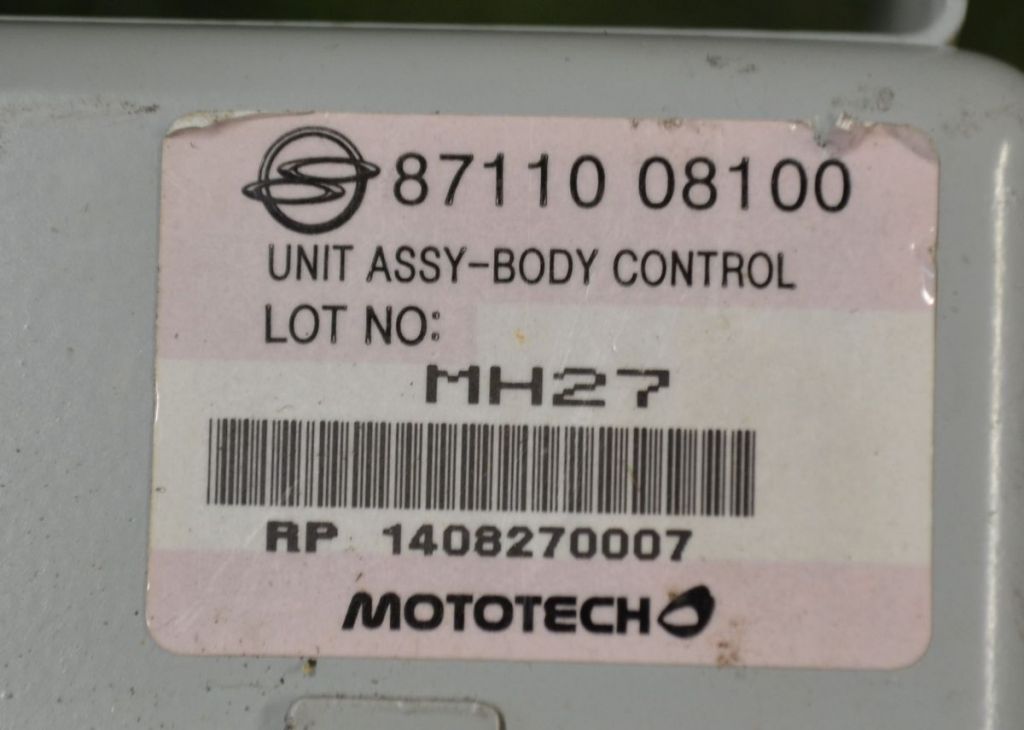 87110 08100
UNIT ASSY-BODY CONTROL
LOT NO:
MH27
RP 1408270007
MOTOTECH